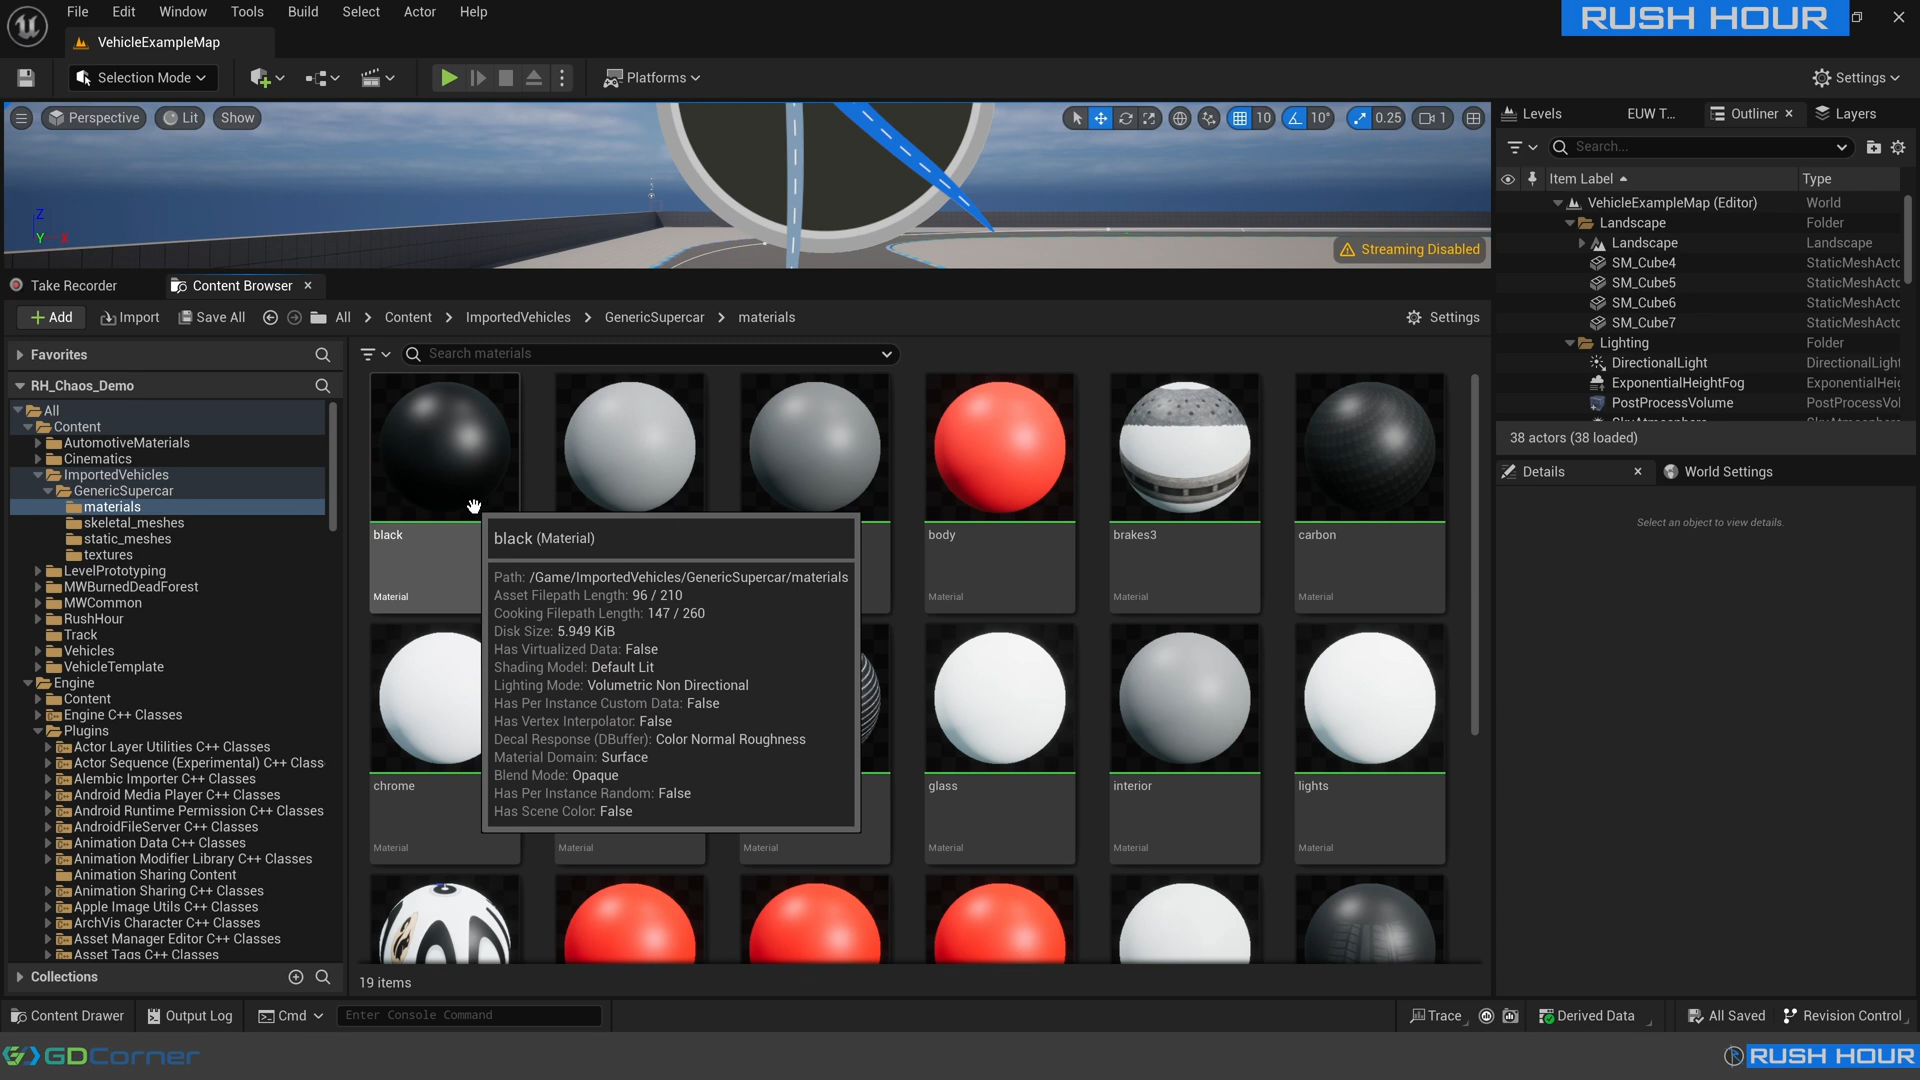 File Edit Window Tools Build Select Actor Help
RUSH HOUR
VehicleExampleMap
Selection Mode
Platforms
Settings
Perspective
Lit
Show
10
10°
0.25
1
Z
Y
X
Streaming Disabled
Levels
EUW T...
Outliner
Layers
Search...
Item Label
Type
VehicleExampleMap (Editor) World
Landscape Folder
Landscape Landscape
SM_Cube4 StaticMeshActo
SM_Cube5 StaticMeshActo
SM_Cube6 StaticMeshActo
SM_Cube7 StaticMeshActo
Lighting Folder
DirectionalLight DirectionalLight
ExponentialHeightFog ExponentialHeig
PostProcessVolume PostProcessVol
38 actors (38 loaded)
Details
World Settings
Select an object to view details.
Take Recorder
Content Browser
Add
Import
Save All
All > Content > ImportedVehicles > GenericSupercar > materials
Settings
Favorites
RH_Chaos_Demo
All
Content
AutomotiveMaterials
Cinematics
ImportedVehicles
GenericSupercar
materials
skeletal_meshes
static_meshes
textures
LevelPrototyping
MWBurnedDeadForest
MWCommon
RushHour
Track
Vehicles
VehicleTemplate
Engine
Content
Engine C++ Classes
Plugins
Actor Layer Utilities C++ Classes
Actor Sequence (Experimental) C++ Class
Alembic Importer C++ Classes
Android Media Player C++ Classes
Android Runtime Permission C++ Classes
AndroidFileServer C++ Classes
Animation Data C++ Classes
Animation Modifier Library C++ Classes
Animation Sharing Content
Animation Sharing C++ Classes
Apple Image Utils C++ Classes
ArchVis Character C++ Classes
Asset Manager Editor C++ Classes
Asset Tags C++ Classes
Collections
Search materials
black
Material
body
Material
brakes3
Material
carbon
Material
black (Material)
Path: /Game/ImportedVehicles/GenericSupercar/materials
Asset Filepath Length: 96 / 210
Cooking Filepath Length: 147 / 260
Disk Size: 5.949 KiB
Has Virtualized Data: False
Shading Model: Default Lit
Lighting Mode: Volumetric Non Directional
Has Per Instance Custom Data: False
Has Vertex Interpolator: False
Decal Response (DBuffer): Color Normal Roughness
Material Domain: Surface
Blend Mode: Opaque
Has Per Instance Random: False
Has Scene Color: False
chrome
Material
Material
Material
glass
Material
interior
Material
lights
Material
19 items
Content Drawer
Output Log
Cmd
Enter Console Command
Trace
Derived Data
All Saved
Revision Control
GDCorner
RUSH HOUR